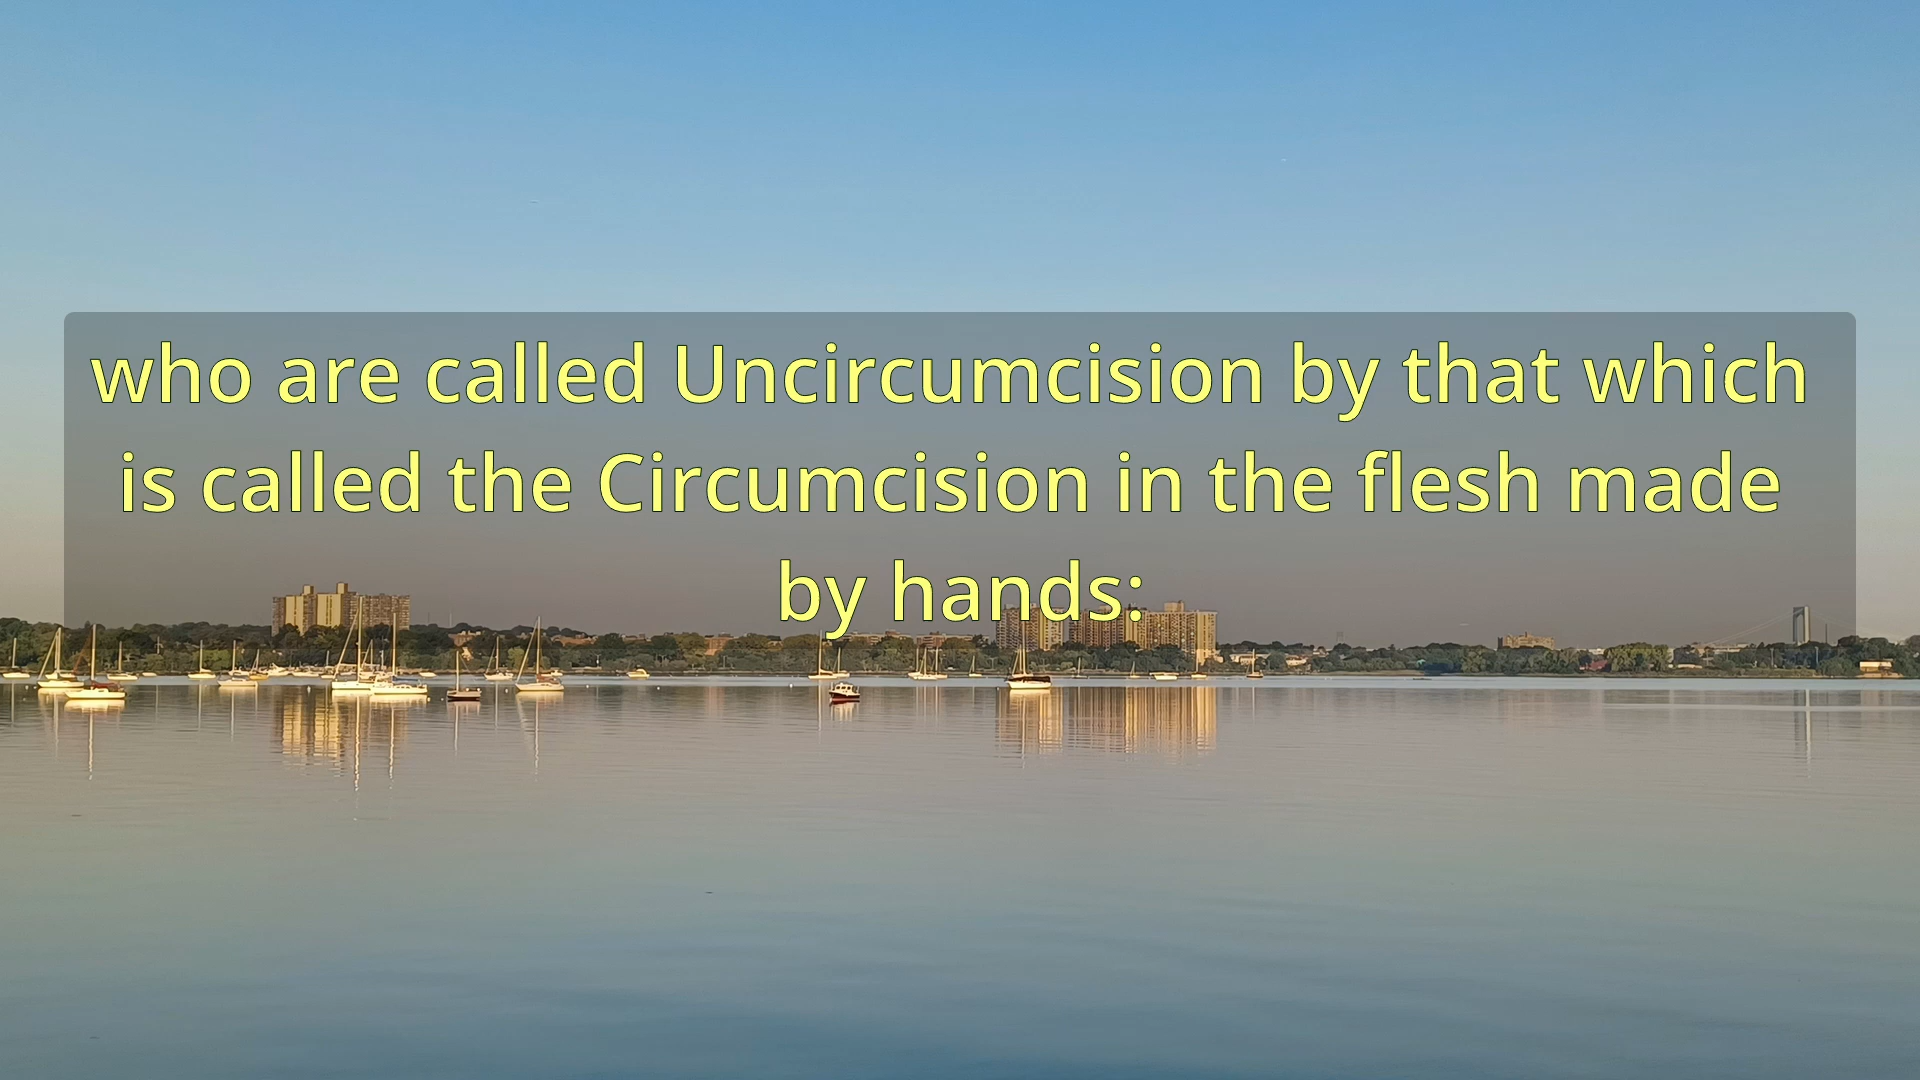 who are called Uncircumcision by that which
is called the Circumcision in the flesh made
by hands: